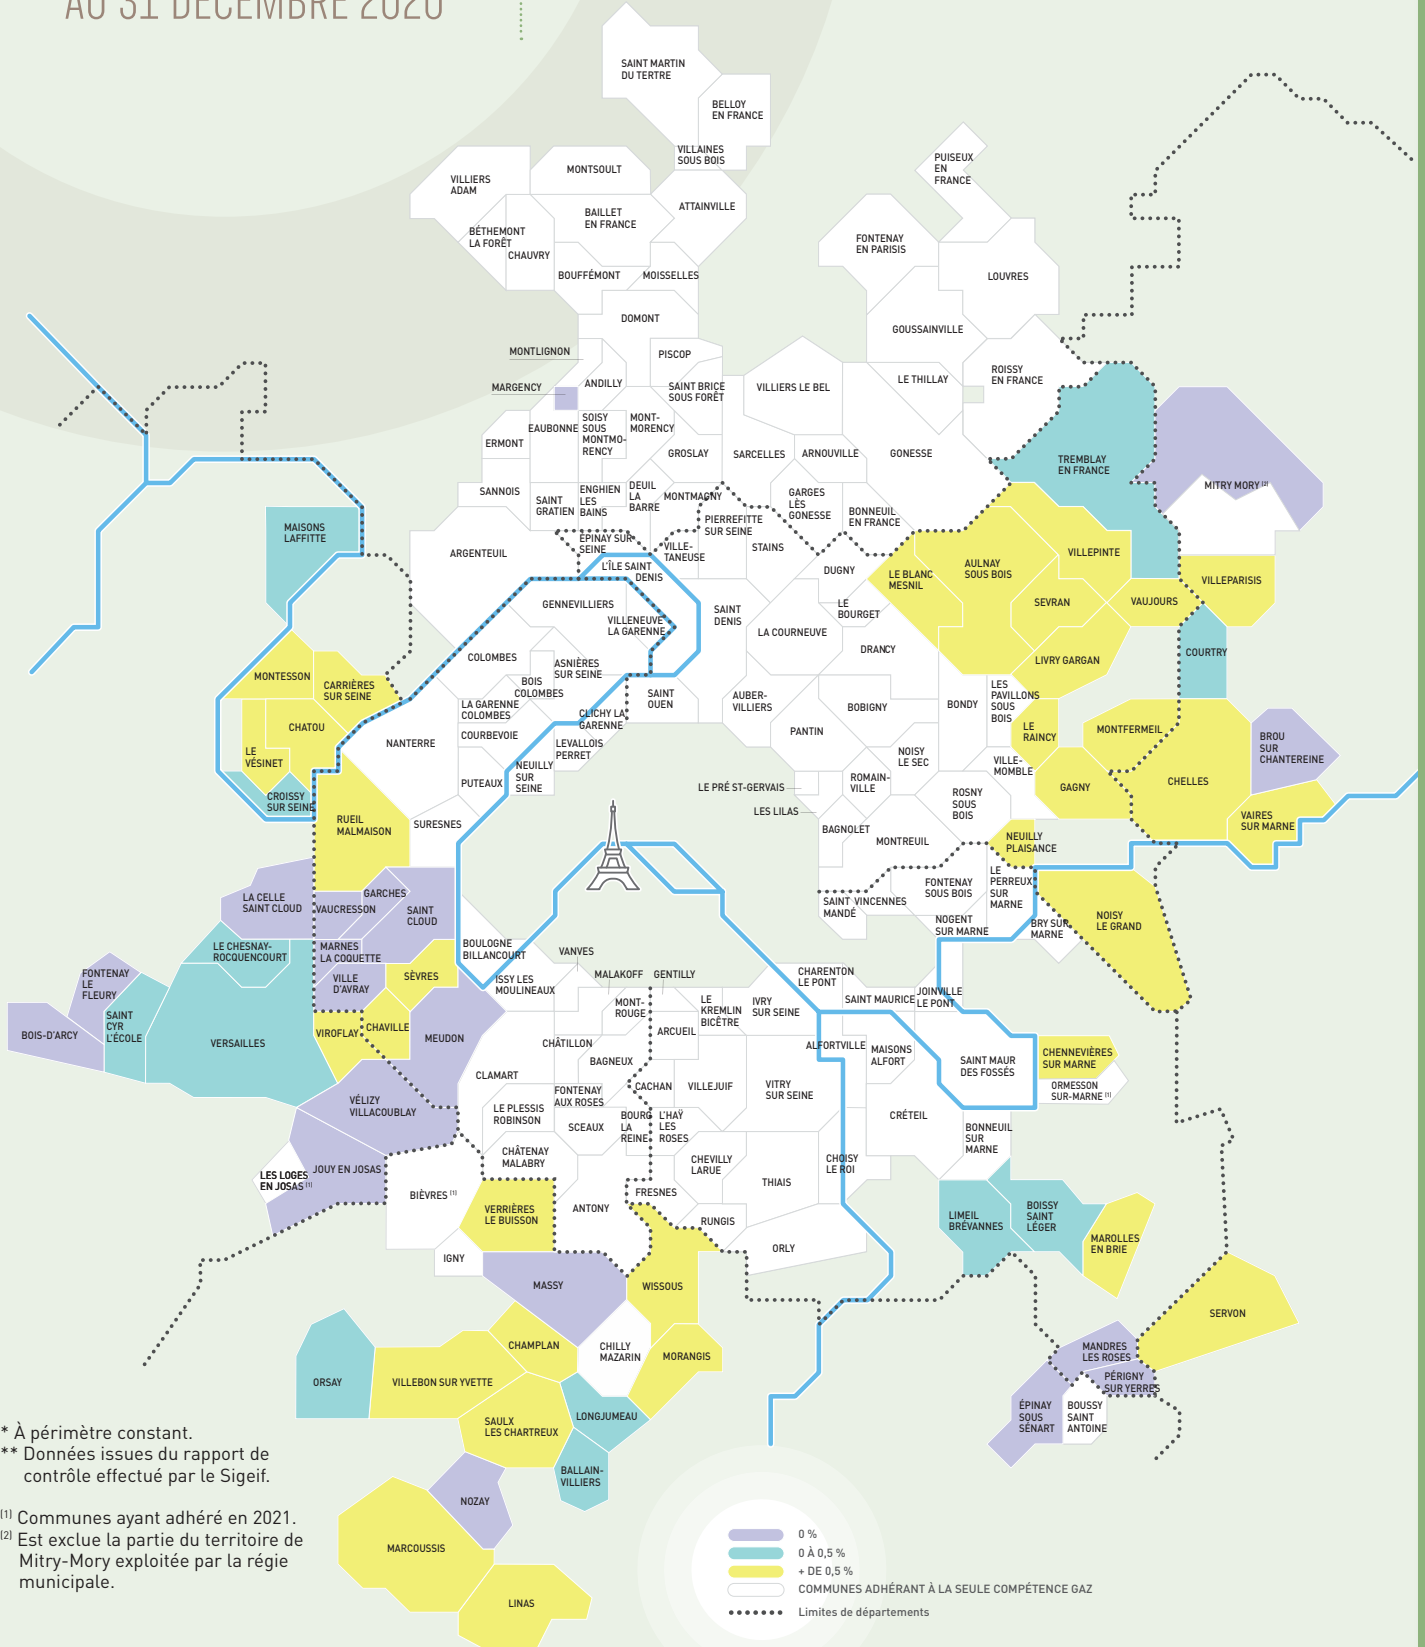 AU 31 DÉCEMBRE 2020
SAINT MARTIN
DU TERTRE
BELLOY
EN FRANCE
VILLAINES
SOUS BOIS
PUISEUX
EN
FRANCE
MONTSOULT
VILLIERS
ADAM
ATTAINVILLE
BAILLET
EN FRANCE
BÉTHEMONT
LA FORÊT
CHAUVRY
FONTENAY
EN PARISIS
BOUFFÉMONT
MOISSELLES
LOUVRES
DOMONT
GOUSSAINVILLE
MONTLIGNON
PISCOP
MARGENCY
ANDILLY
SAINT BRICE
SOUS FORÊT
VILLIERS LE BEL
LE THILLAY
ROISSY
EN FRANCE
EAUBONNE
SOISY
SOUS
MONTMO-
RENCY
MONT-
MORENCY
ERMONT
GROSLAY
SARCELLES
ARNOUVILLE
GONESSE
TREMBLAY
EN FRANCE
MITRY MORY (2)
SANNOIS
SAINT
GRATIEN
ENGHIEN
LES
BAINS
DEUIL
LA
BARRE
MONTMAGNY
GARGES
LÈS
GONESSE
BONNEUIL
EN FRANCE
PIERREFITTE
SUR SEINE
MAISONS
LAFFITTE
ARGENTEUIL
ÉPINAY SUR
SEINE
VILLE-
TANEUSE
STAINS
DUGNY
LE BLANC
MESNIL
AULNAY
SOUS BOIS
VILLEPINTE
L'ÎLE SAINT
DENIS
VILLEPARISIS
GENNEVILLIERS
VILLENEUVE
LA GARENNE
SAINT
DENIS
LE
BOURGET
SEVRAN
VAUJOURS
LA COURNEUVE
DRANCY
COURTRY
LIVRY GARGAN
COLOMBES
ASNIÈRES
SUR SEINE
BOIS
COLOMBES
MONTESSON
CARRIÈRES
SUR SEINE
SAINT
OUEN
AUBER-
VILLIERS
BOBIGNY
BONDY
LES
PAVILLONS
SOUS
BOIS
LA GARENNE
COLOMBES
CLICHY LA
GARENNE
CHATOU
COURBEVOIE
NANTERRE
LEVALLOIS
PERRET
PANTIN
LE
RAINCY
MONTFERMEIL
BROU
SUR
CHANTEREINE
LE
VÉSINET
NOISY
LE SEC
VILLE-
MOMBLE
PUTEAUX
NEUILLY
SUR
SEINE
LE PRÉ ST-GERVAIS
ROMAIN-
VILLE
GAGNY
CHELLES
CROISSY
SUR SEINE
ROSNY
SOUS
BOIS
LES LILAS
RUEIL
MALMAISON
SURESNES
BAGNOLET
MONTREUIL
NEUILLY
PLAISANCE
VAIRES
SUR MARNE
LA CELLE
SAINT CLOUD
VAUCRESSON
GARCHES
SAINT
CLOUD
SAINT
MANDÉ
VINCENNES
FONTENAY
SOUS BOIS
LE
PERREUX
SUR
MARNE
NOGENT
SUR MARNE
BRY SUR
MARNE
NOISY
LE GRAND
LE CHESNAY-
ROCQUENCOURT
MARNES
LA COQUETTE
BOULOGNE
BILLANCOURT
VANVES
FONTENAY
LE
FLEURY
VILLE
D'AVRAY
SÈVRES
ISSY LES
MOULINEAUX
MALAKOFF
GENTILLY
CHARENTON
LE PONT
SAINT MAURICE
JOINVILLE
LE PONT
MONT-
ROUGE
LE
KREMLIN
BICÊTRE
IVRY
SUR SEINE
BOIS-D'ARCY
SAINT
CYR
L'ÉCOLE
VERSAILLES
VIROFLAY
CHAVILLE
MEUDON
CHÂTILLON
ARCUEIL
ALFORTVILLE
MAISONS
ALFORT
SAINT MAUR
DES FOSSÉS
CHENNEVIÈRES
SUR MARNE
BAGNEUX
CLAMART
CACHAN
VILLEJUIF
VITRY
SUR SEINE
ORMESSON
SUR-MARNE (1)
FONTENAY
AUX ROSES
VÉLIZY
VILLACOUBLAY
LE PLESSIS
ROBINSON
SCEAUX
BOURG
LA
REINE
L'HAŸ
LES
ROSES
CRÉTEIL
BONNEUIL
SUR
MARNE
CHÂTENAY
MALABRY
JOUY EN JOSAS
LES LOGES
EN JOSAS (1)
CHEVILLY
LARUE
CHOISY
LE ROI
THIAIS
BIÈVRES (1)
FRESNES
VERRIÈRES
LE BUISSON
ANTONY
RUNGIS
LIMEIL
BRÉVANNES
BOISSY
SAINT
LÉGER
MAROLLES
EN BRIE
ORLY
IGNY
MASSY
WISSOUS
SERVON
CHAMPLAN
CHILLY
MAZARIN
MORANGIS
MANDRES
LES ROSES
ORSAY
VILLEBON SUR YVETTE
PÉRIGNY
SUR YERRES
ÉPINAY
SOUS
SÉNART
BOUSSY
SAINT
ANTOINE
SAULX
LES CHARTREUX
LONGJUMEAU
BALLAIN-
VILLIERS
NOZAY
MARCOUSSIS
LINAS
* À périmètre constant.
** Données issues du rapport de
contrôle effectué par le Sigeif.
(1) Communes ayant adhéré en 2021.
(2) Est exclue la partie du territoire de
Mitry-Mory exploitée par la régie
municipale.
0 %
0 À 0,5 %
+ DE 0,5 %
COMMUNES ADHÉRANT À LA SEULE COMPÉTENCE GAZ
Limites de départements